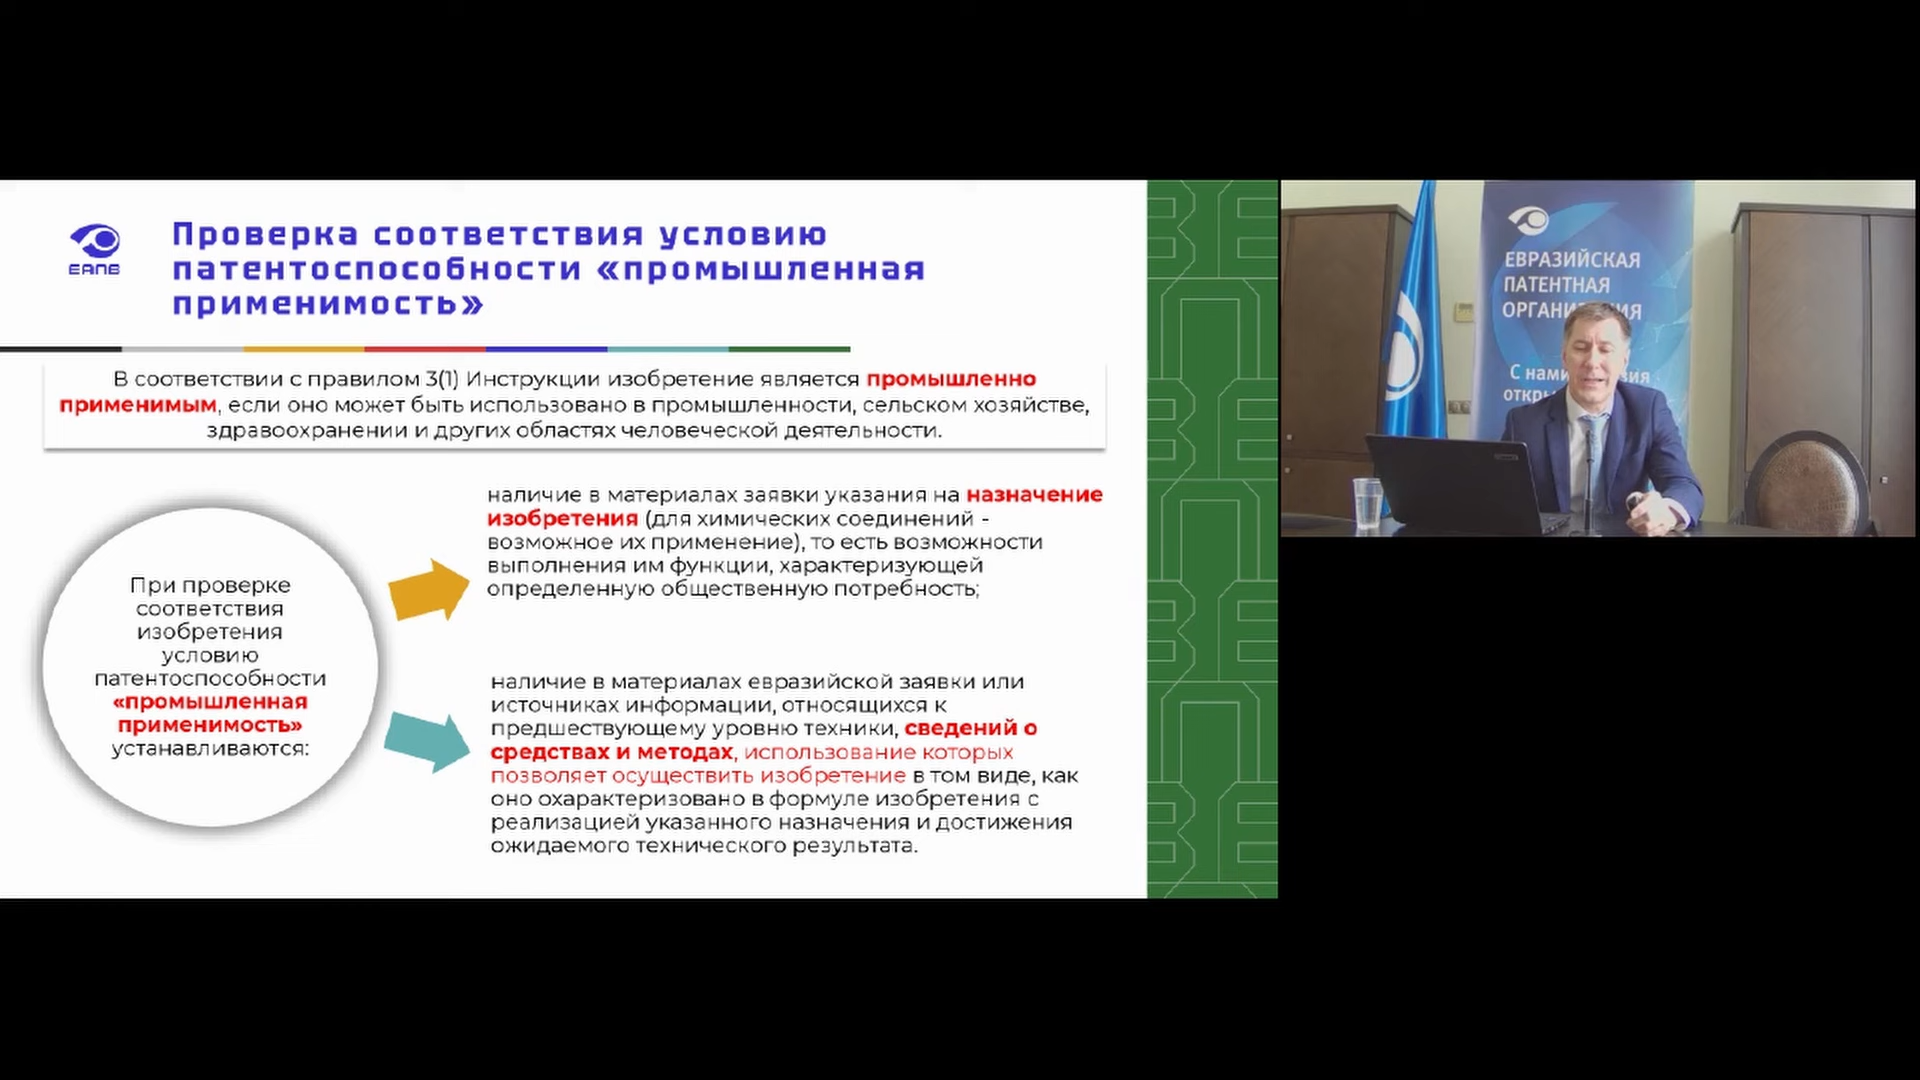 ЕАПВ
Проверка соответствия условию
патентоспособности «промышленная
применимость»
В соответствии с правилом 3(1) Инструкции изобретение является промышленно
применимым, если оно может быть использовано в промышленности, сельском хозяйстве,
здравоохранении и других областях человеческой деятельности.
При проверке
соответствия
изобретения
условию
патентоспособности
«промышленная
применимость»
устанавливаются:
наличие в материалах заявки указания на назначение
изобретения (для химических соединений -
возможное их применение), то есть возможности
выполнения им функции, характеризующей
определенную общественную потребность;
наличие в материалах евразийской заявки или
источниках информации, относящихся к
предшествующему уровню техники, сведений о
средствах и методах, использование которых
позволяет осуществить изобретение в том виде, как
оно охарактеризовано в формуле изобретения с
реализацией указанного назначения и достижения
ожидаемого технического результата.
ЕВРАЗИЙСКАЯ
ПАТЕНТНАЯ
С нами